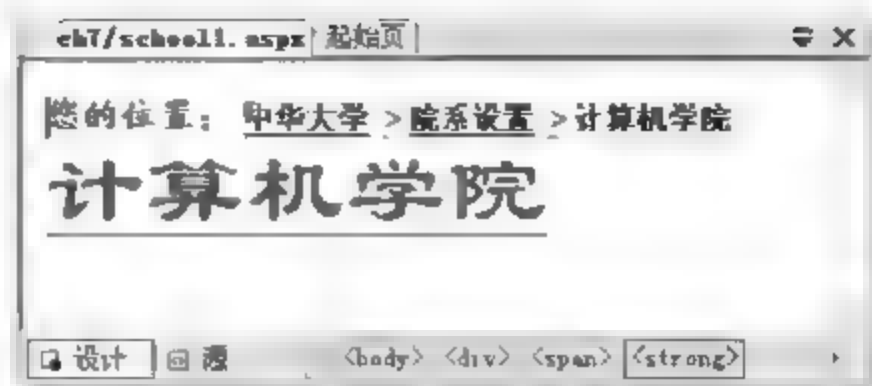 ch7/school1.aspx 起始页
您的位置： 中华大学 > 院系设置 > 计算机学院
计算机学院
设计 源 <body> <div> <span> <strong>